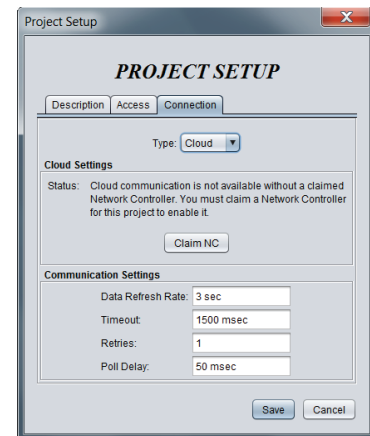 Project Setup
PROJECT SETUP
Description Access Connection
Type: Cloud
Cloud Settings
Status: Cloud communication is not available without a claimed
Network Controller. You must claim a Network Controller
for this project to enable it.
Claim NC
Communication Settings
Data Refresh Rate: 3 sec
Timeout: 1500 msec
Retries: 1
Poll Delay: 50 msec
Save Cancel